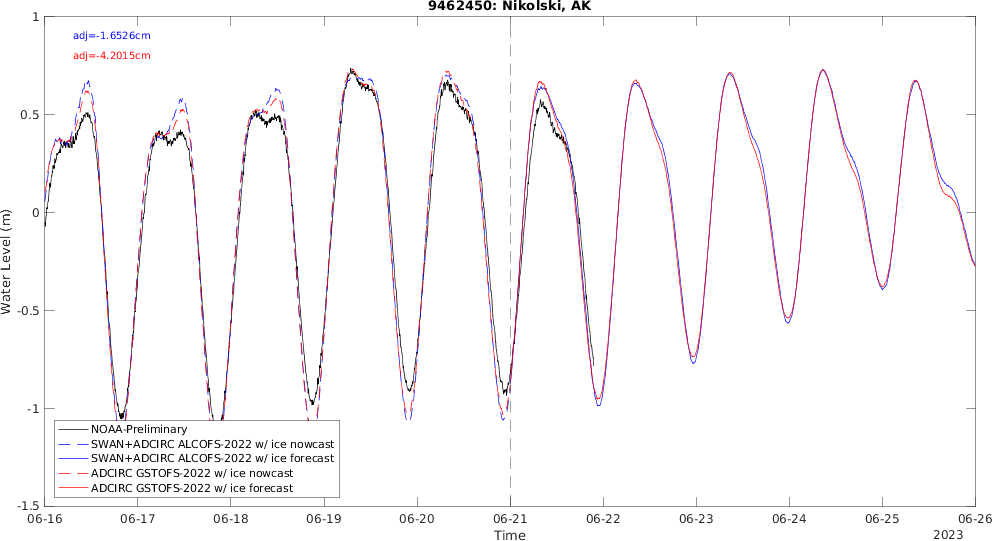 9462450: Nikolski, AK
adj=-1.6526cm
adj=-4.2015cm
Water Level (m)
1
0.5
0
-0.5
-1
-1.5
NOAA-Preliminary
SWAN+ADCIRC ALCOFS-2022 w/ ice nowcast
SWAN+ADCIRC ALCOFS-2022 w/ ice forecast
ADCIRC GSTOFS-2022 w/ ice nowcast
ADCIRC GSTOFS-2022 w/ ice forecast
06-16 06-17 06-18 06-19 06-20 06-21 06-22 06-23 06-24 06-25 06-26
Time
2023